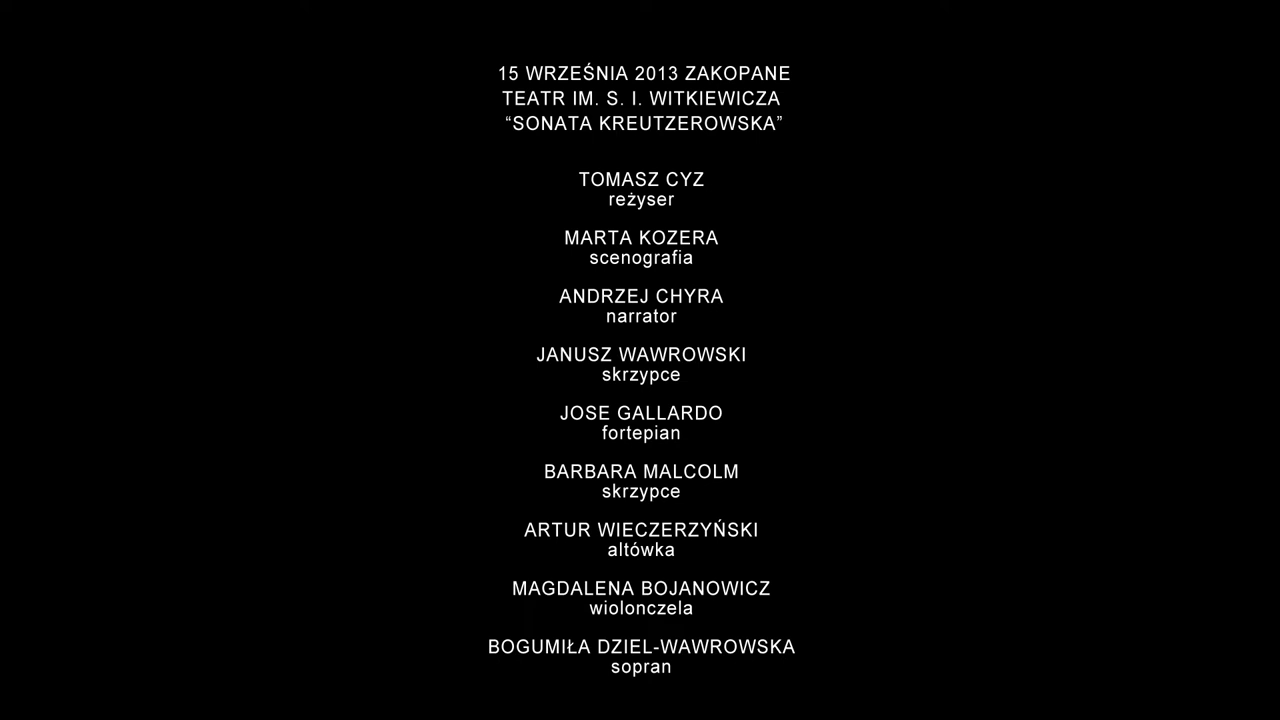 15 WRZEŚNIA 2013 ZAKOPANE
TEATR IM. S. I. WITKIEWICZA
“SONATA KREUTZEROWSKA”
TOMASZ CYZ
reżyser
MARTA KOZERA
scenografia
ANDRZEJ CHYRA
narrator
JANUSZ WAWROWSKI
skrzypce
JOSE GALLARDO
fortepian
BARBARA MALCOLM
skrzypce
ARTUR WIECZERZYŃSKI
altówka
MAGDALENA BOJANOWICZ
wiolonczela
BOGUMIŁA DZIEL-WAWROWSKA
sopran